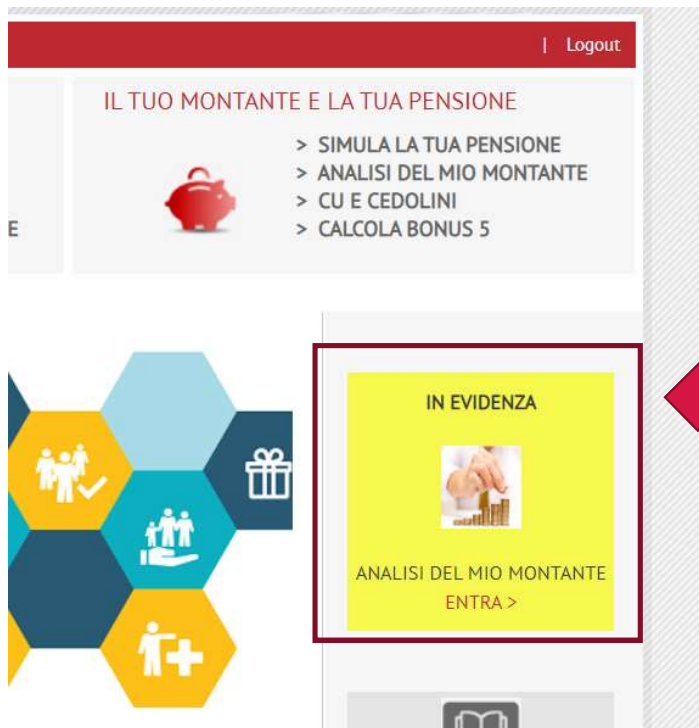 | Logout
IL TUO MONTANTE E LA TUA PENSIONE
> SIMULA LA TUA PENSIONE
> ANALISI DEL MIO MONTANTE
> CU E CEDOLINI
> CALCOLA BONUS 5
E
IN EVIDENZA
ANALISI DEL MIO MONTANTE
ENTRA >